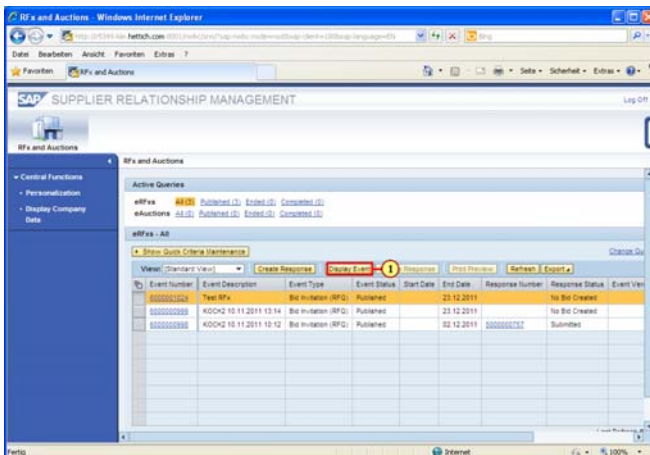 RFx and Auctions - Windows Internet Explorer
Bing
Datei Bearbeiten Ansicht Favoriten Extras ?
Favoriten RFx and Auctions Seite Sicherheit Extras
SAP SUPPLIER RELATIONSHIP MANAGEMENT Log Off
RFx and Auctions
RFx and Auctions
Central Functions
Personalization
Display Company Data
Active Queries
eRFxs All (3) Published (3) Ended (0) Completed (0)
eAuctions All (0) Published (0) Ended (0) Completed (0)
eRFxs - All
Show Quick Criteria Maintenance Change Qu
View: [Standard View] Create Response Display Event 1 Response Print Preview Refresh Export
Event Number Event Description Event Type Event Status Start Date End Date Response Number Response Status Event Ver
6000001024 Test RFx Bid Invitation (RFQ) Published 23.12.2011 No Bid Created
KOCH2 10.11.2011 13:14 Bid Invitation (RFQ) Published 23.12.2011 No Bid Created
KOCH2 10.11.2011 10:12 Bid Invitation (RFQ) Published 02.12.2011 Submitted
Fertig Internet 100%